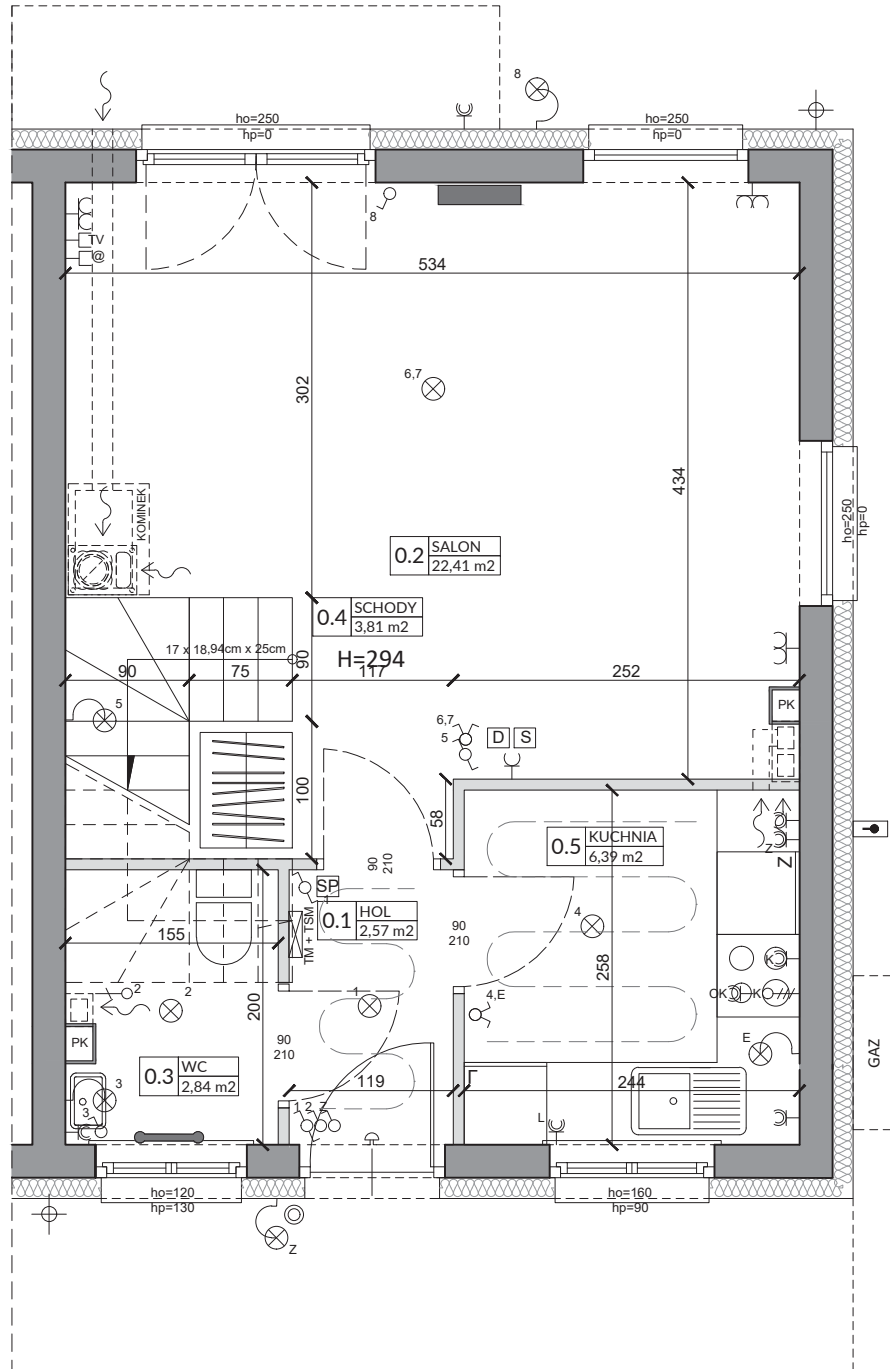 8
ho=250
hp=0
ho=250
hp=0
8
TV
@
534
302
6,7
434
ho=250
hp=0
KOMINEK
0.2 SALON
22,41 m2
0.4 SCHODY
3,81 m2
17 x 18,94cm x 25cm
90
H=294
90
75
117
252
5
PK
6,7
5
D S
100
58
0.5 KUCHNIA
6,39 m2
Z
Z
90
210
SP
1
TM + TSM
0.1 HOL
2,57 m2
155
90
210
4
258
K
OK
K
2
2
200
1
4,E
PK
90
210
E
GAZ
0.3 WC
2,84 m2
3
3
119
244
1 2 Z
L
ho=120
hp=130
ho=160
hp=90
Z